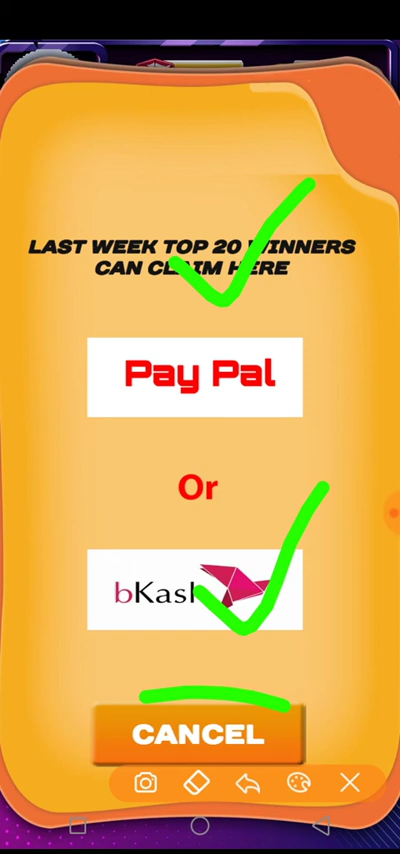 LAST WEEK TOP 20 WINNERS
CAN CLAIM HERE
Pay Pal
Or
bKash
CANCEL